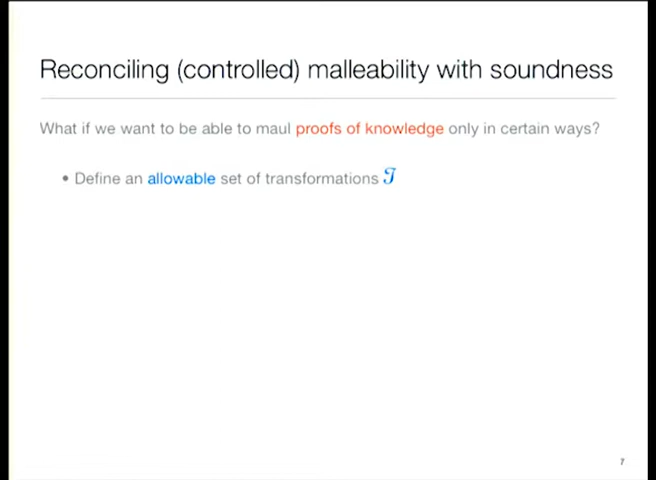 Reconciling (controlled) malleability with soundness
What if we want to be able to maul proofs of knowledge only in certain ways?
• Define an allowable set of transformations 𝒯
7